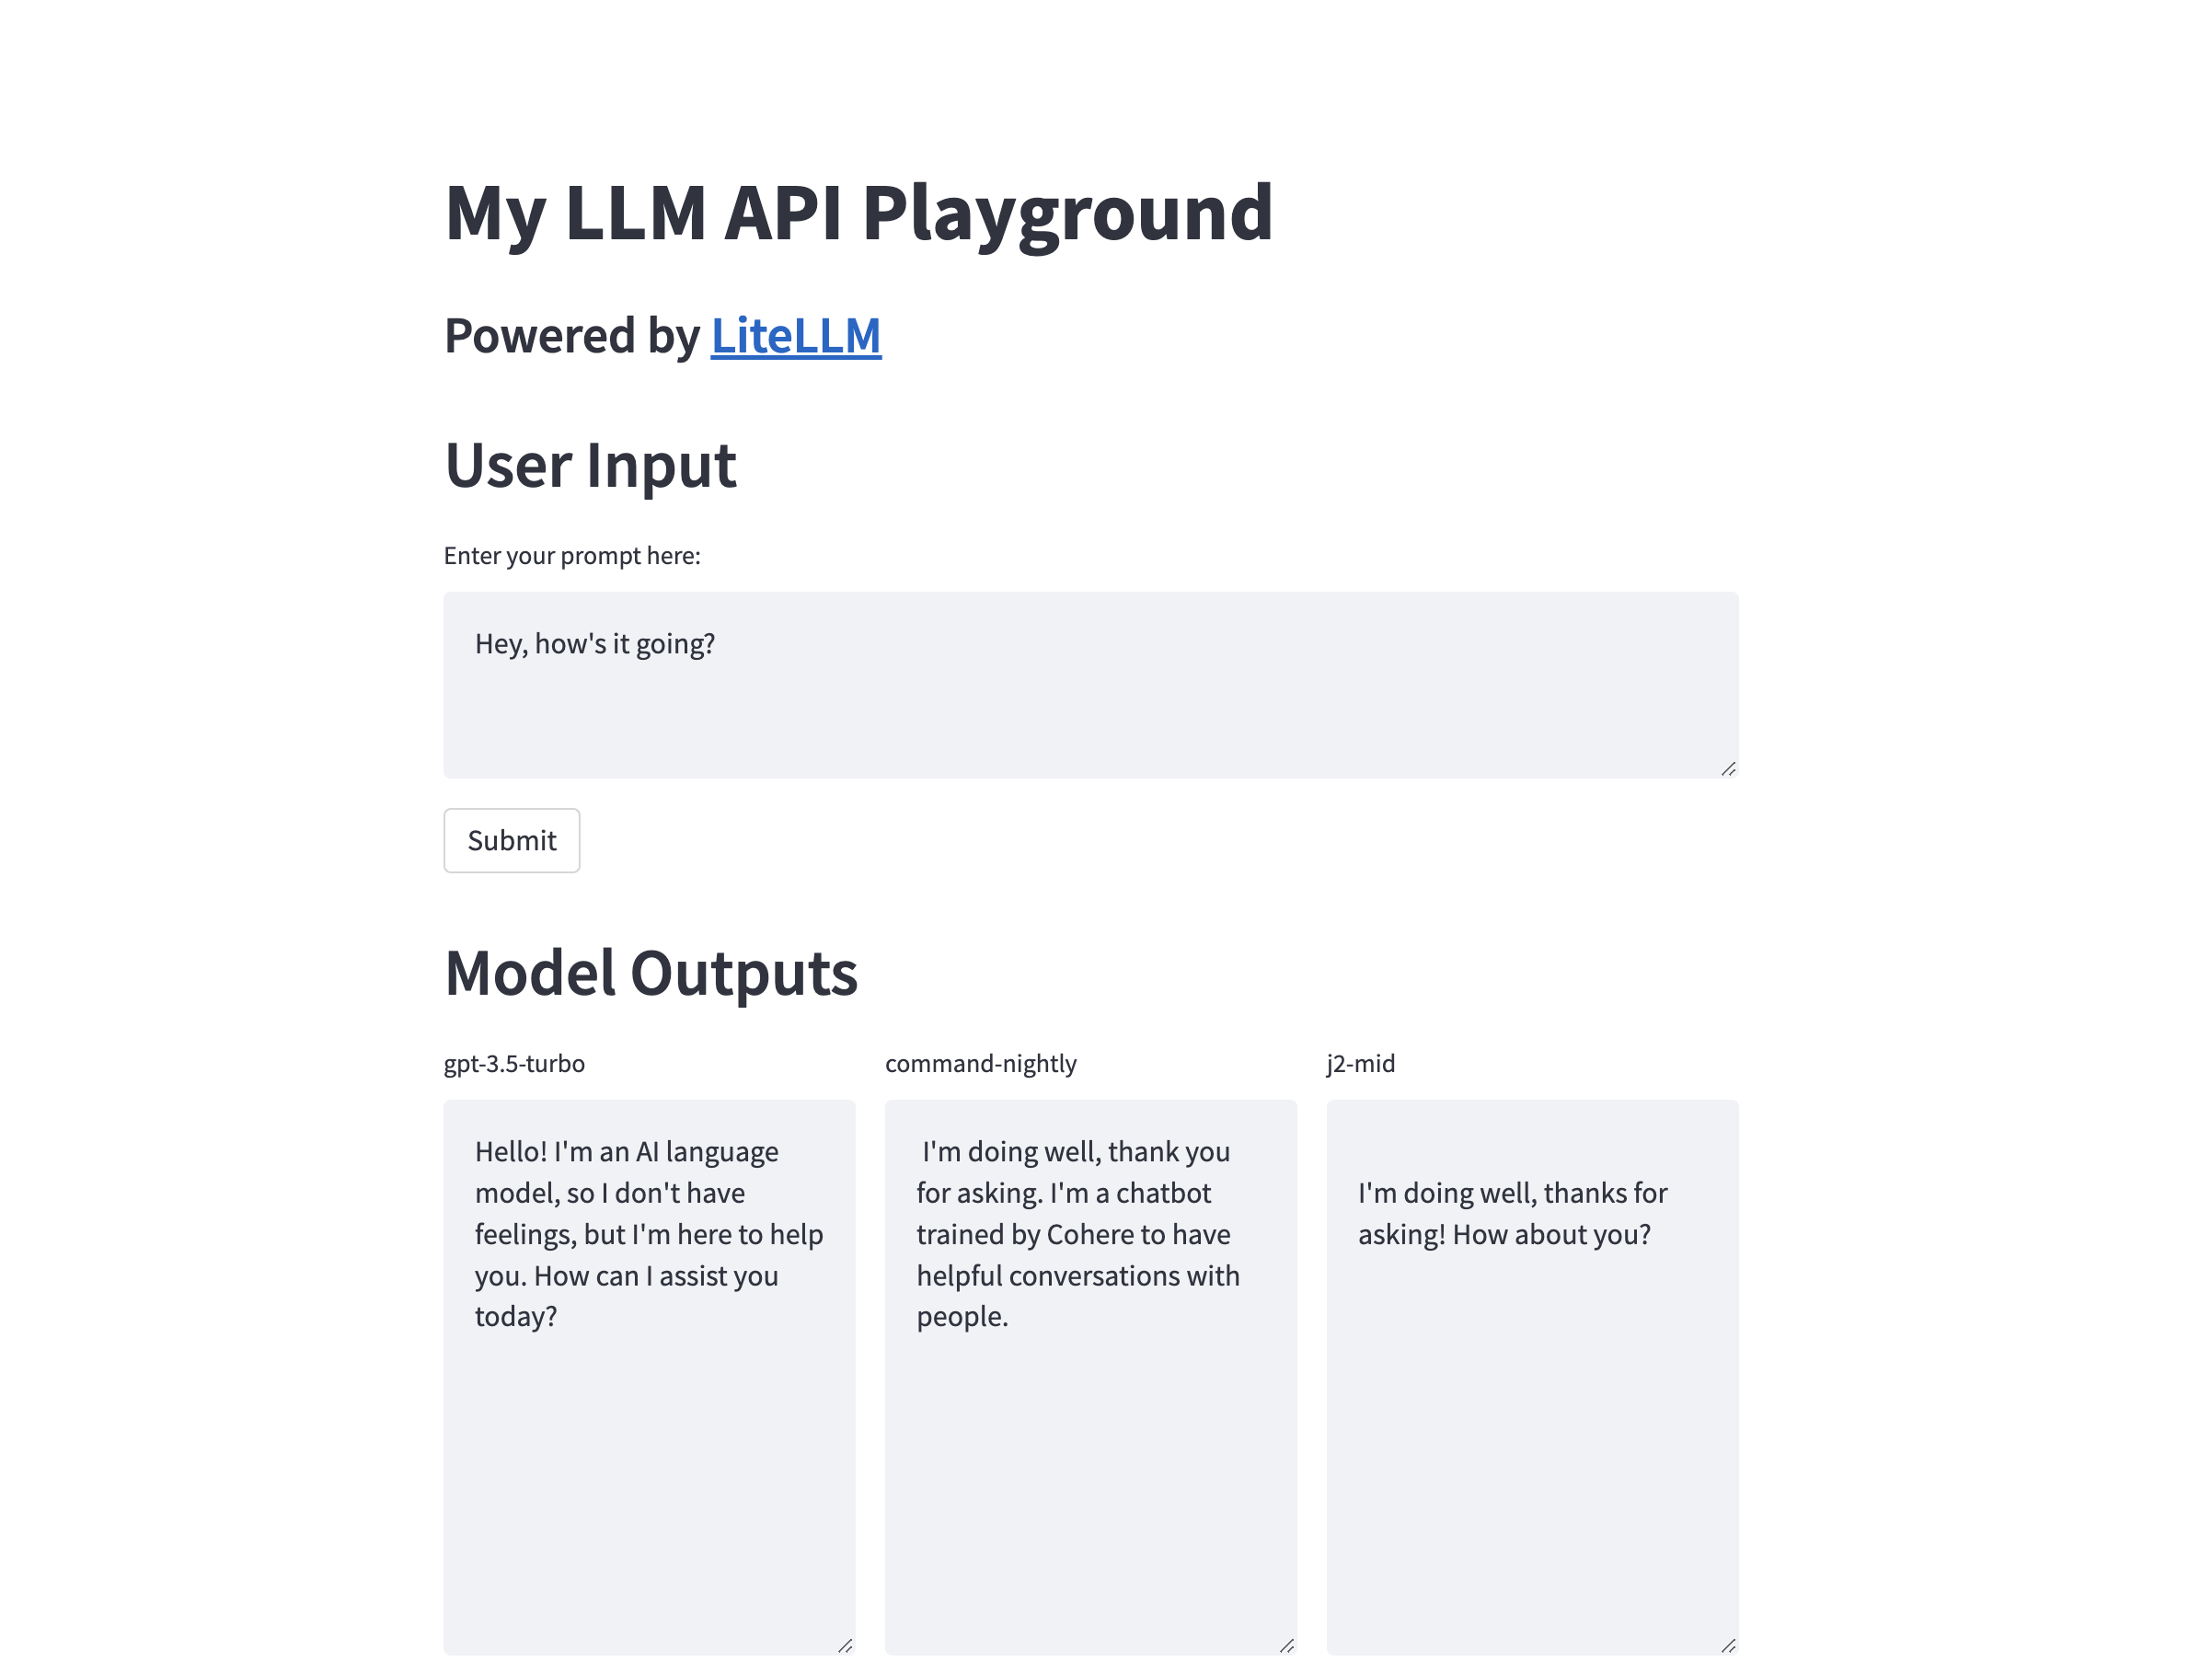 My LLM API Playground
Powered by LiteLLM
User Input
Enter your prompt here:
Hey, how's it going?
Submit
Model Outputs
gpt-3.5-turbo
Hello! I'm an AI language
model, so I don't have
feelings, but I'm here to help
you. How can I assist you
today?
command-nightly
I'm doing well, thank you
for asking. I'm a chatbot
trained by Cohere to have
helpful conversations with
people.
j2-mid
I'm doing well, thanks for
asking! How about you?